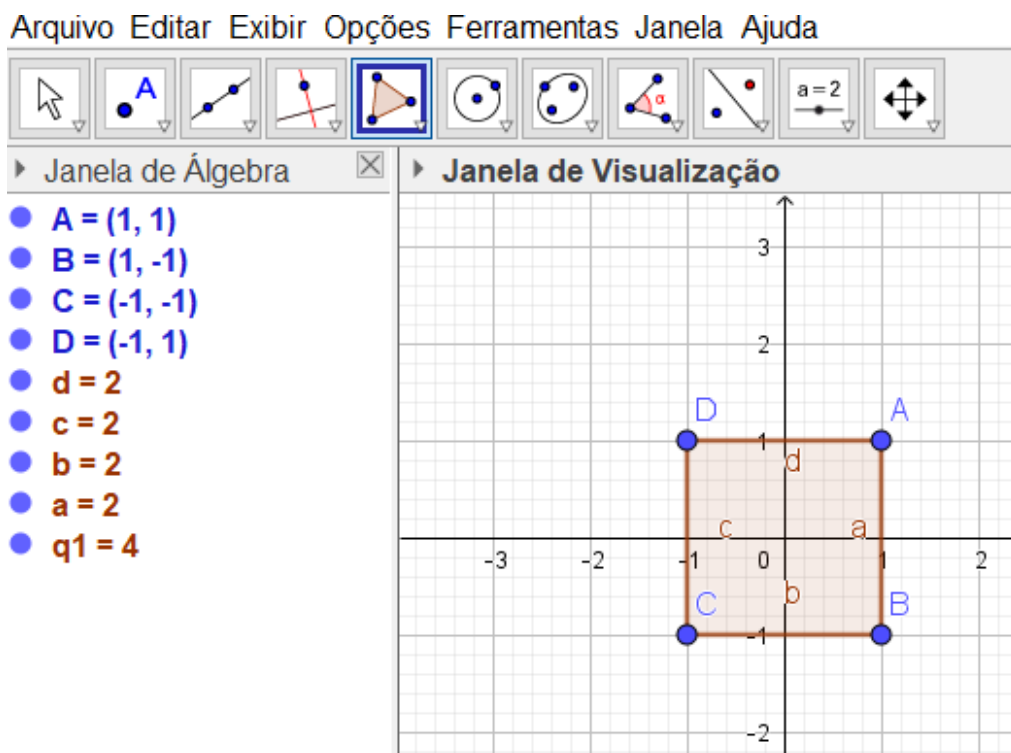 Arquivo Editar Exibir Opções Ferramentas Janela Ajuda
A α a = 2
Janela de Álgebra
Janela de Visualização
A = (1, 1)
B = (1, -1)
C = (-1, -1)
D = (-1, 1)
d = 2
c = 2
b = 2
a = 2
q1 = 4
3
2
D A
1
d
c a
-3 -2 -1 0 1 2
b
C B
-1
-2